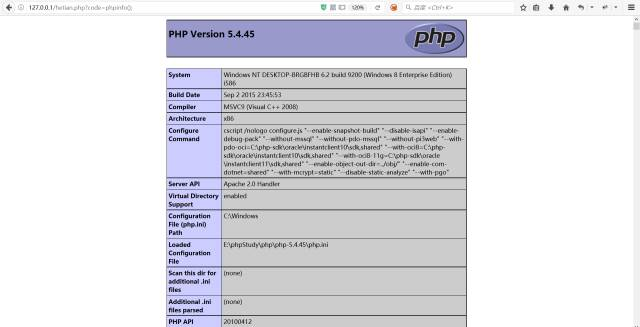 127.0.0.1/hetian.php?code=phpinfo();
120%
百度 <Ctrl+K>
PHP Version 5.4.45
php
System
Windows NT DESKTOP-BRGBFHB 6.2 build 9200 (Windows 8 Enterprise Edition)
i586
Build Date
Sep 2 2015 23:45:53
Compiler
MSVC9 (Visual C++ 2008)
Architecture
x86
Configure
Command
cscript /nologo configure.js "--enable-snapshot-build" "--disable-isapi" "--enable-
debug-pack" "--without-mssql" "--without-pdo-mssql" "--without-pi3web" "--with-
pdo-oci=C:\php-sdk\oracle\instantclient10\sdk,shared" "--with-oci8=C:\php-
sdk\oracle\instantclient10\sdk,shared" "--with-oci8-11g=C:\php-sdk\oracle
\instantclient11\sdk,shared" "--enable-object-out-dir=../obj/" "--enable-com-
dotnet=shared" "--with-mcrypt=static" "--disable-static-analyze" "--with-pgo"
Server API
Apache 2.0 Handler
Virtual Directory
Support
enabled
Configuration
File (php.ini)
Path
C:\Windows
Loaded
Configuration
File
E:\phpStudy\php\php-5.4.45\php.ini
Scan this dir for
additional .ini
files
(none)
Additional .ini
files parsed
(none)
PHP API
20100412